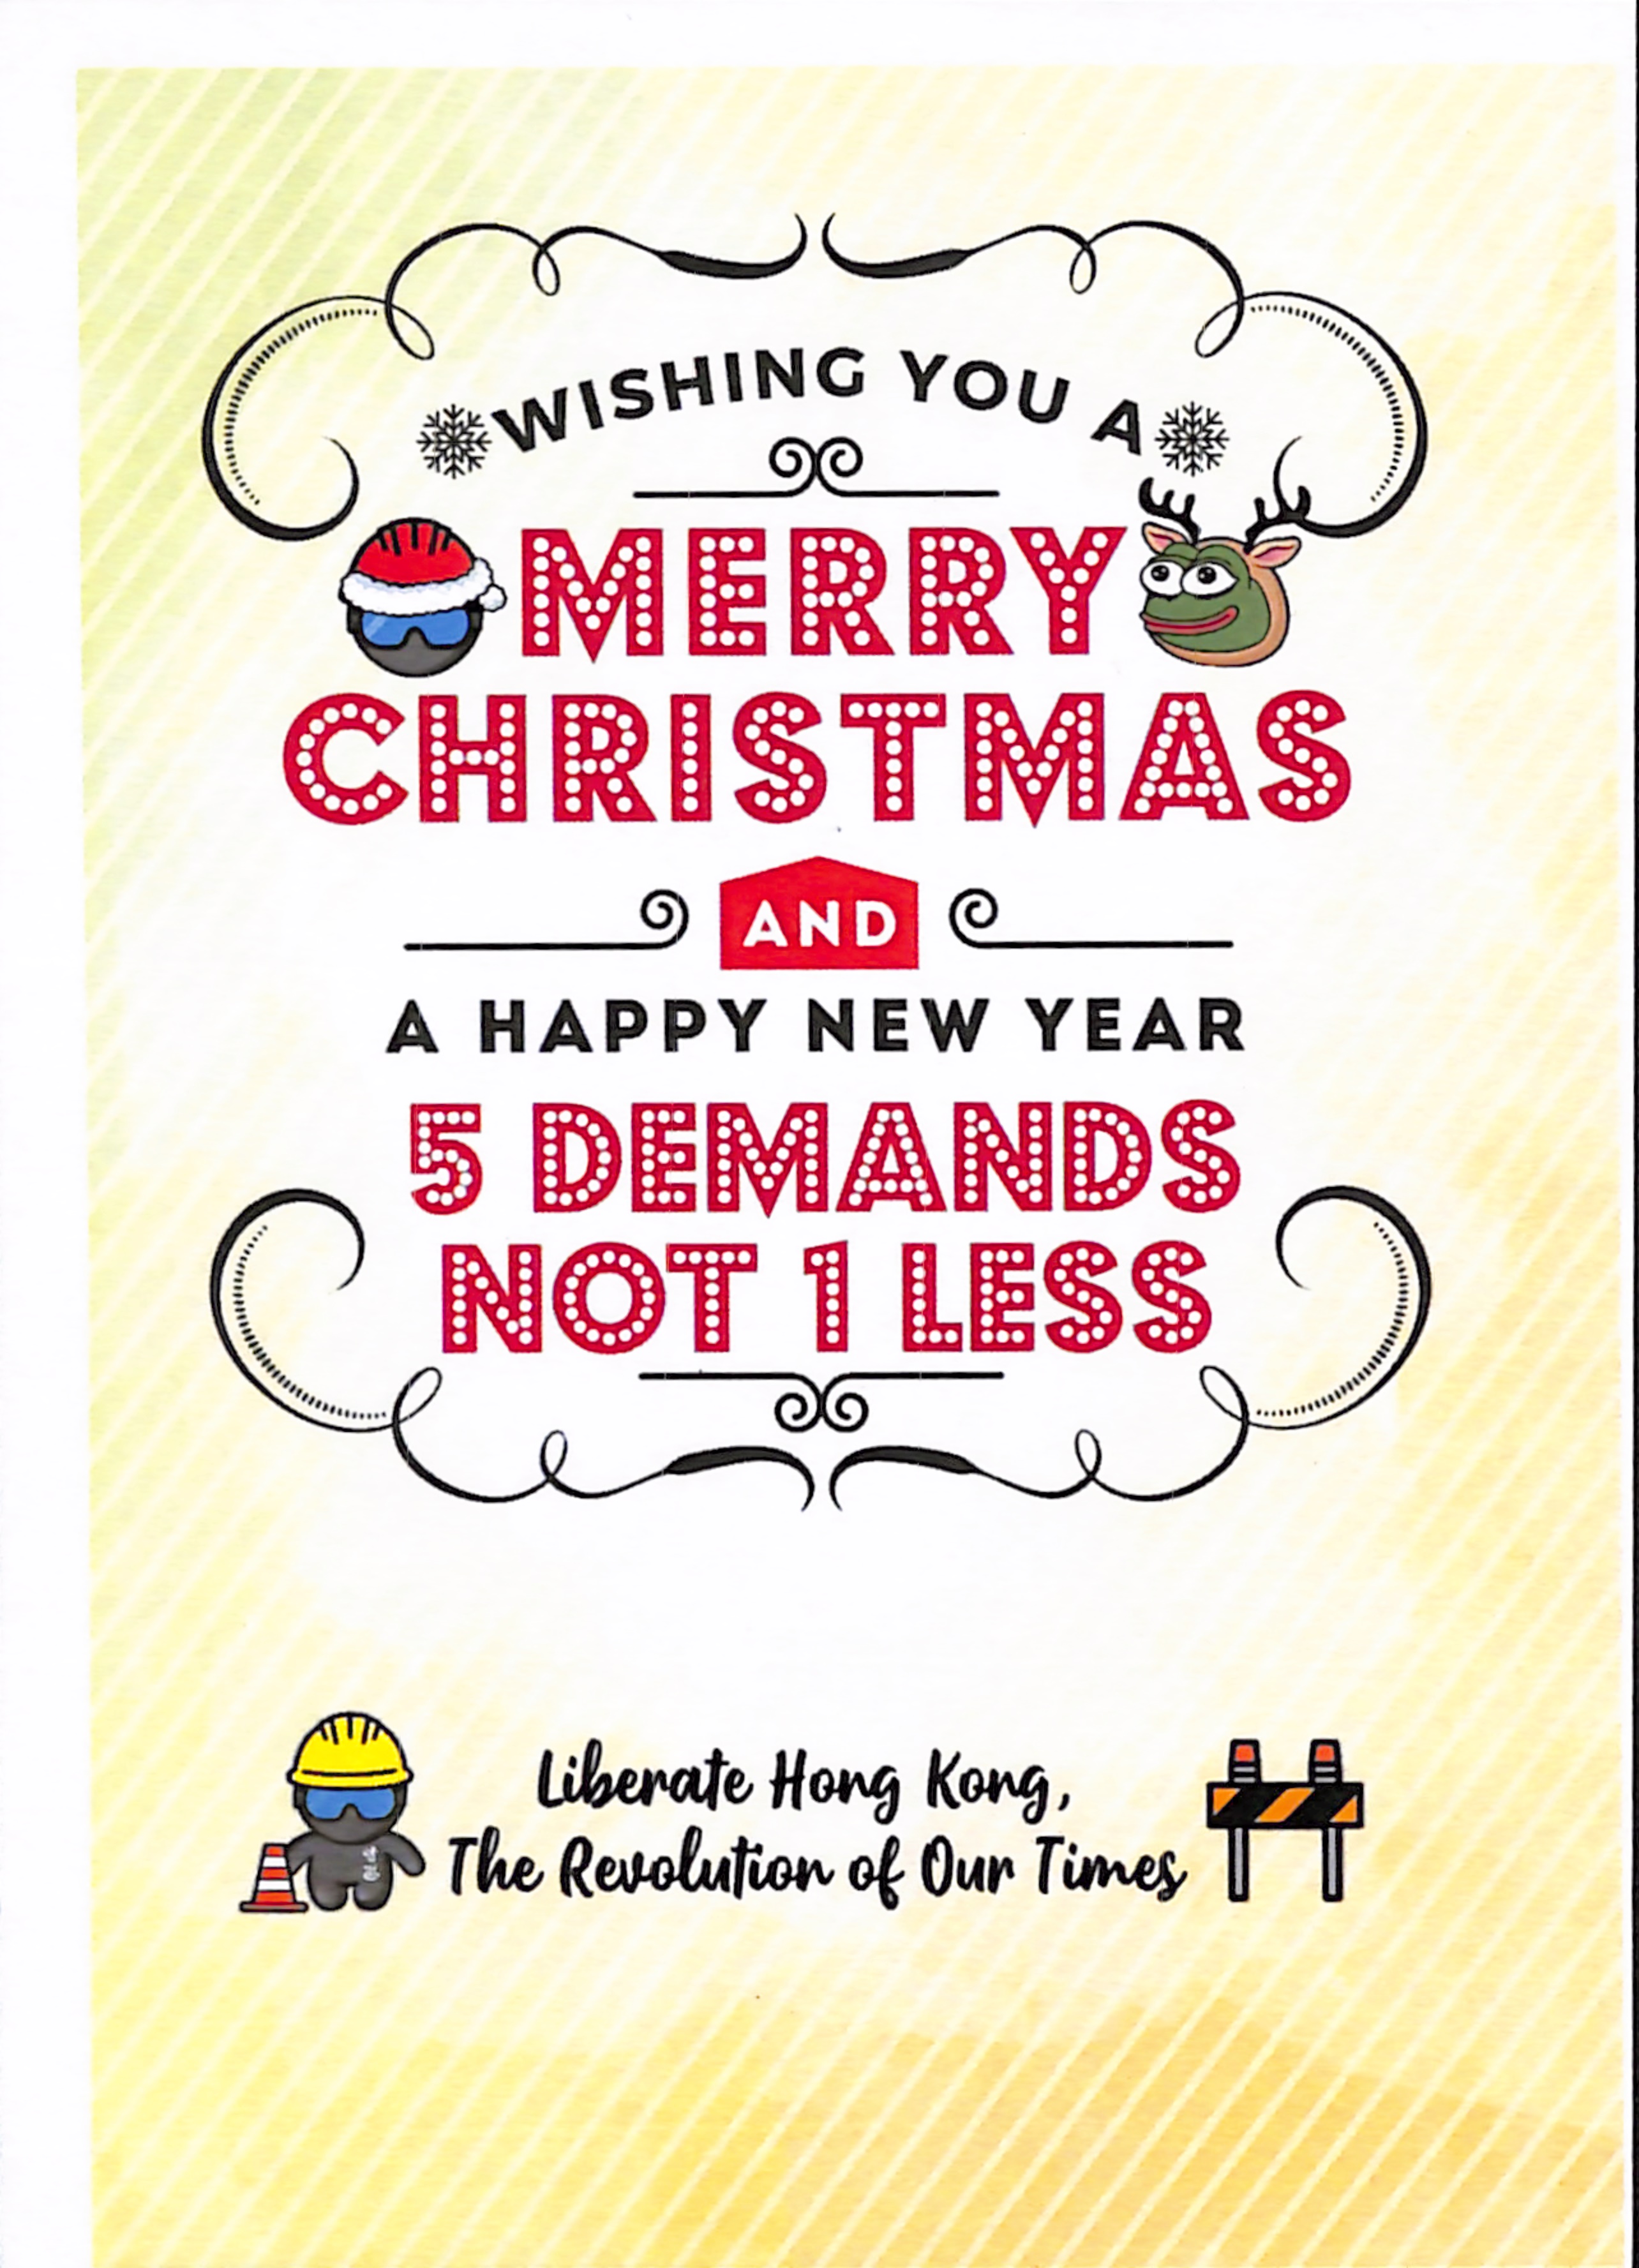 WISHING YOU A
MERRY
CHRISTMAS
AND
A HAPPY NEW YEAR
5 DEMANDS
NOT 1 LESS
Liberate Hong Kong,
The Revolution of Our Times